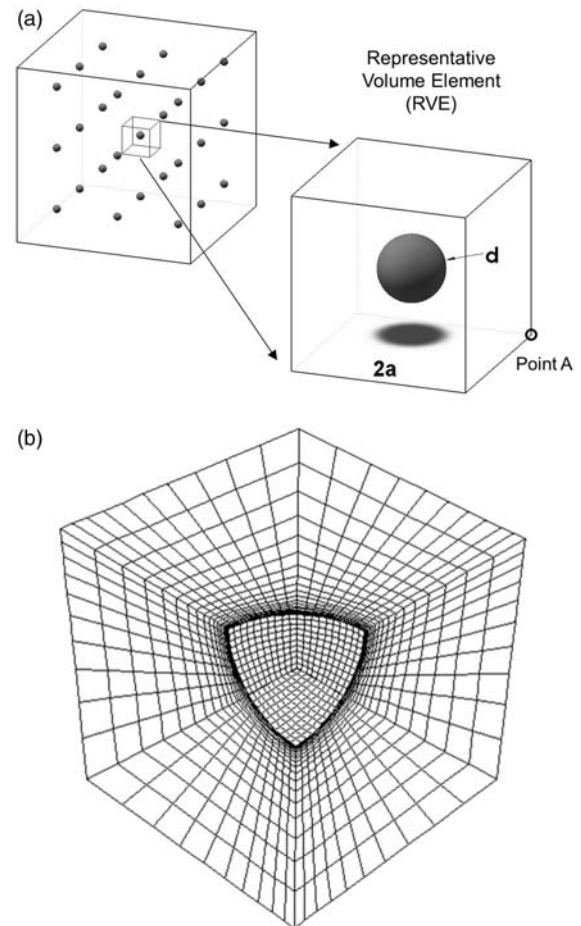 (a)
Representative
Volume Element
(RVE)
d
2a
Point A
(b)